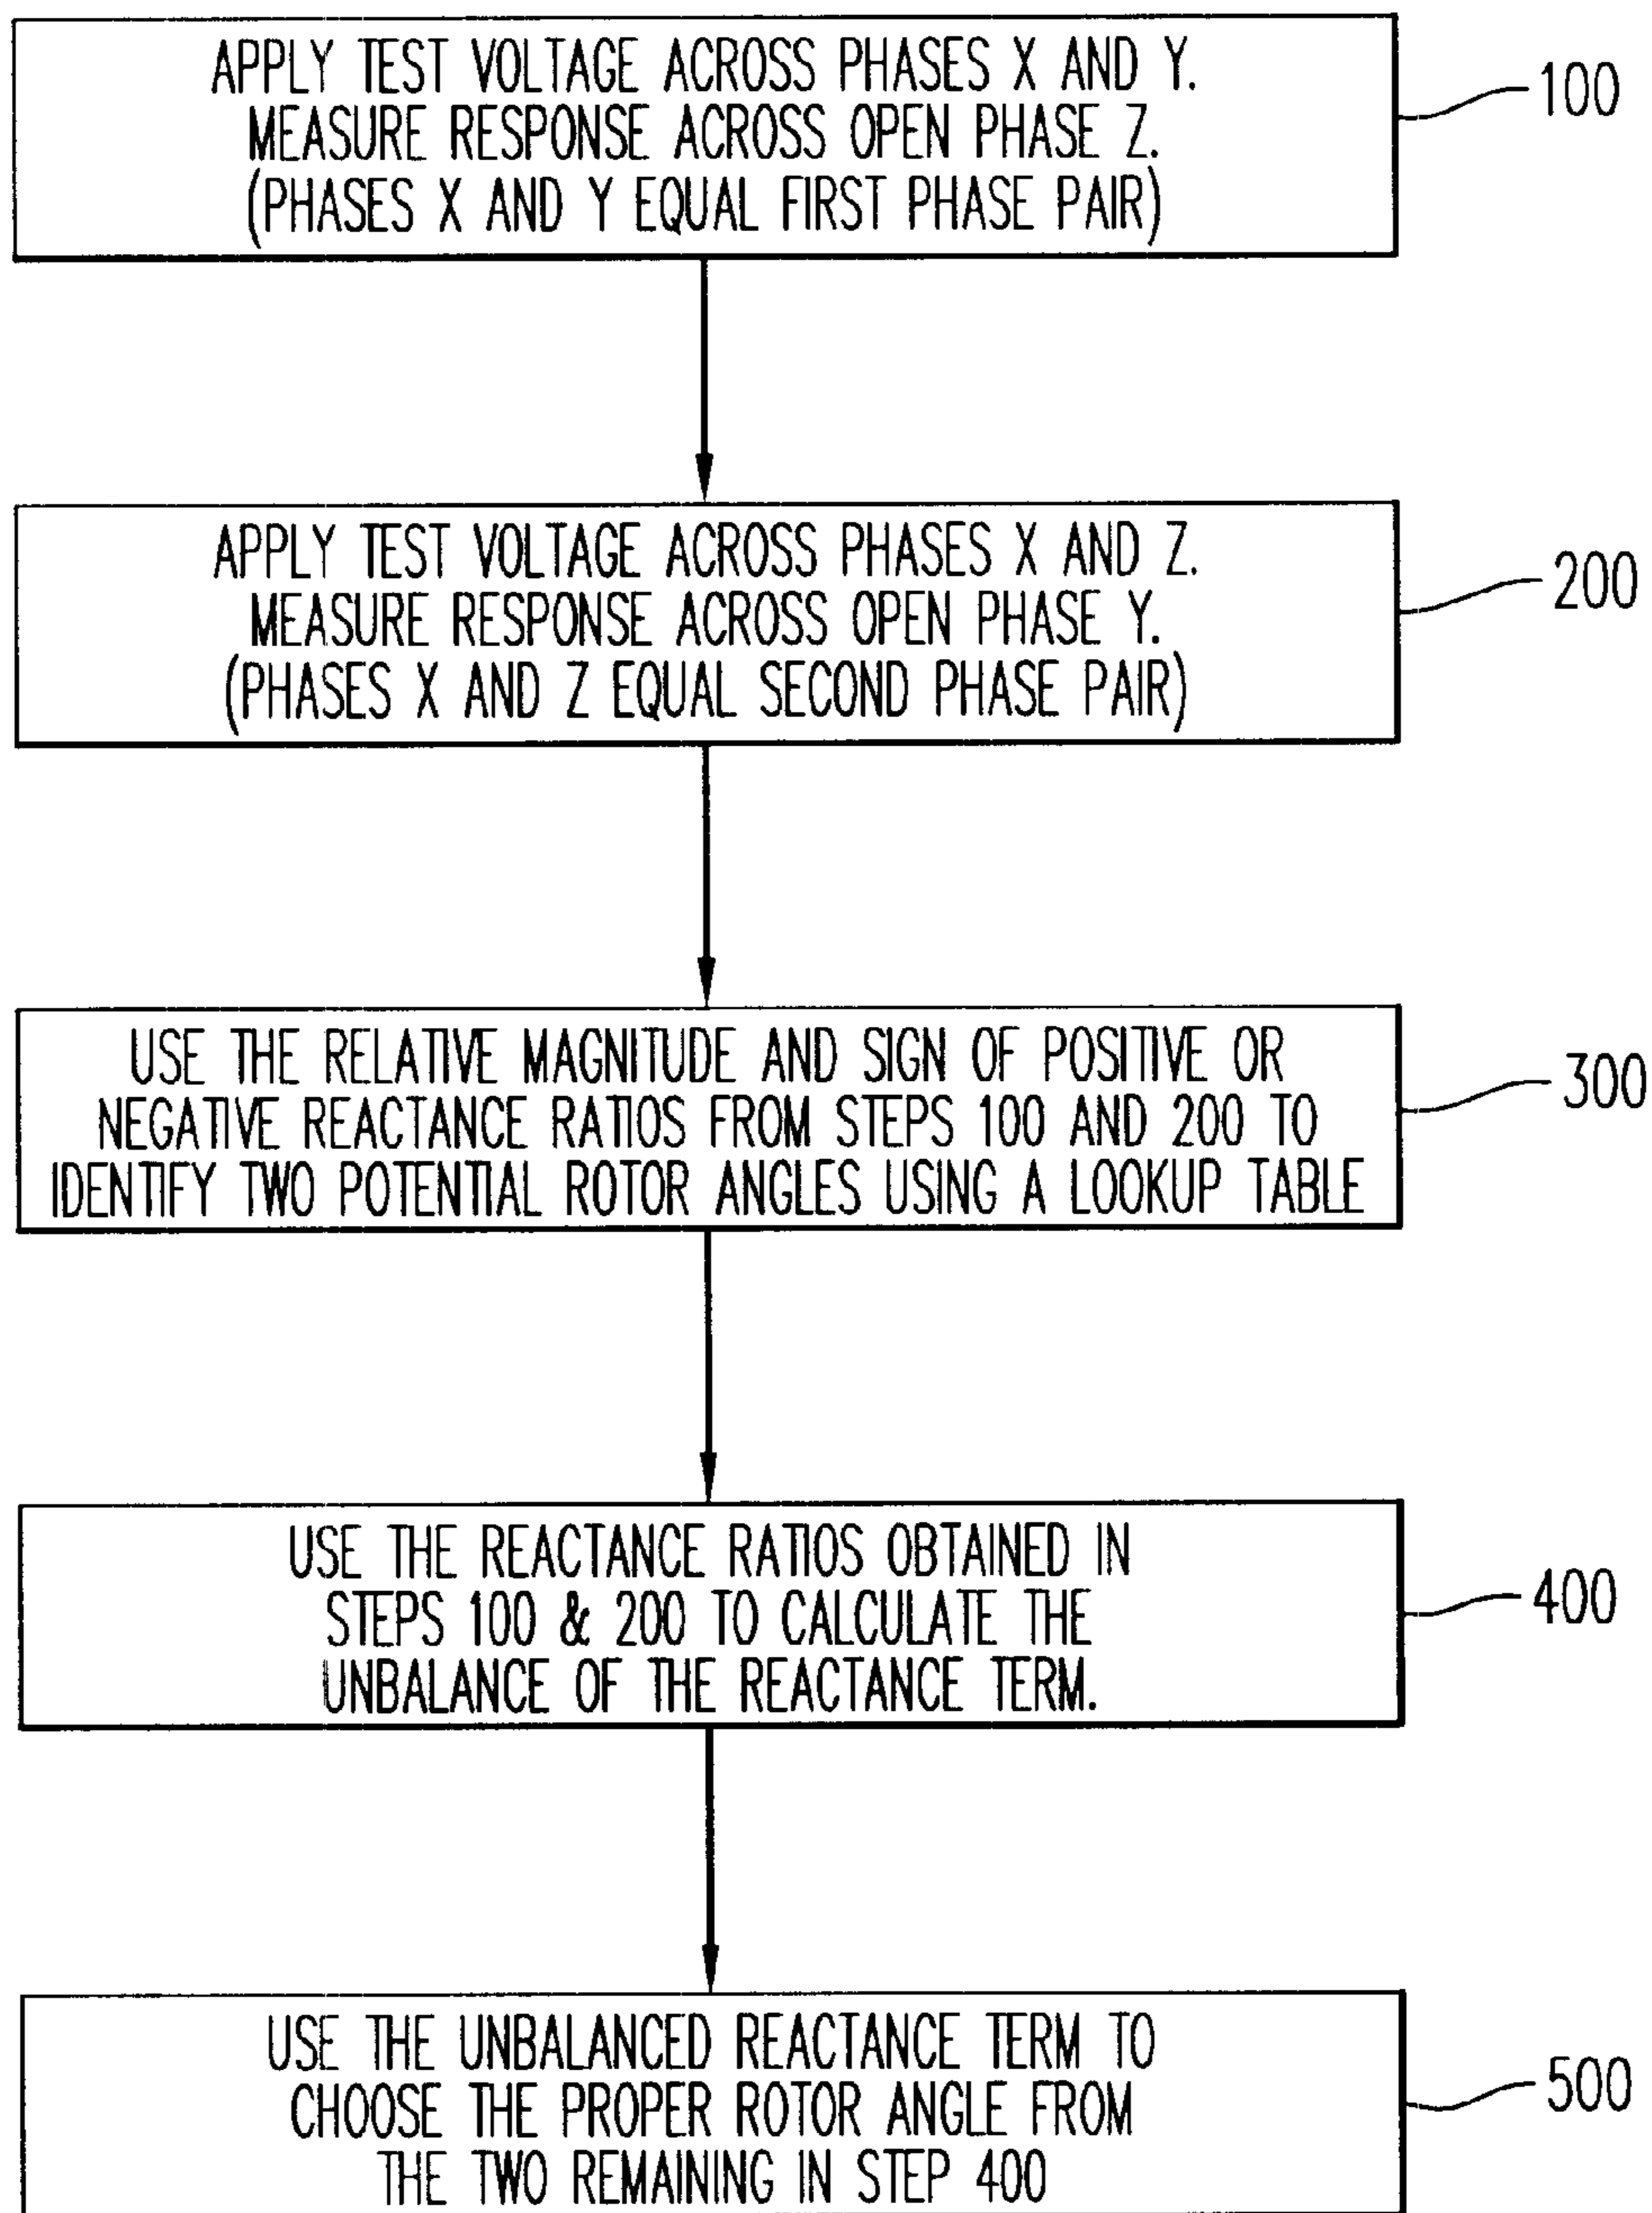 APPLY TEST VOLTAGE ACROSS PHASES X AND Y.
MEASURE RESPONSE ACROSS OPEN PHASE Z.
(PHASES X AND Y EQUAL FIRST PHASE PAIR)
100
APPLY TEST VOLTAGE ACROSS PHASES X AND Z.
MEASURE RESPONSE ACROSS OPEN PHASE Y.
(PHASES X AND Z EQUAL SECOND PHASE PAIR)
200
USE THE RELATIVE MAGNITUDE AND SIGN OF POSITIVE OR
NEGATIVE REACTANCE RATIOS FROM STEPS 100 AND 200 TO
IDENTIFY TWO POTENTIAL ROTOR ANGLES USING A LOOKUP TABLE
300
USE THE REACTANCE RATIOS OBTAINED IN
STEPS 100 & 200 TO CALCULATE THE
UNBALANCE OF THE REACTANCE TERM.
400
USE THE UNBALANCED REACTANCE TERM TO
CHOOSE THE PROPER ROTOR ANGLE FROM
THE TWO REMAINING IN STEP 400
500